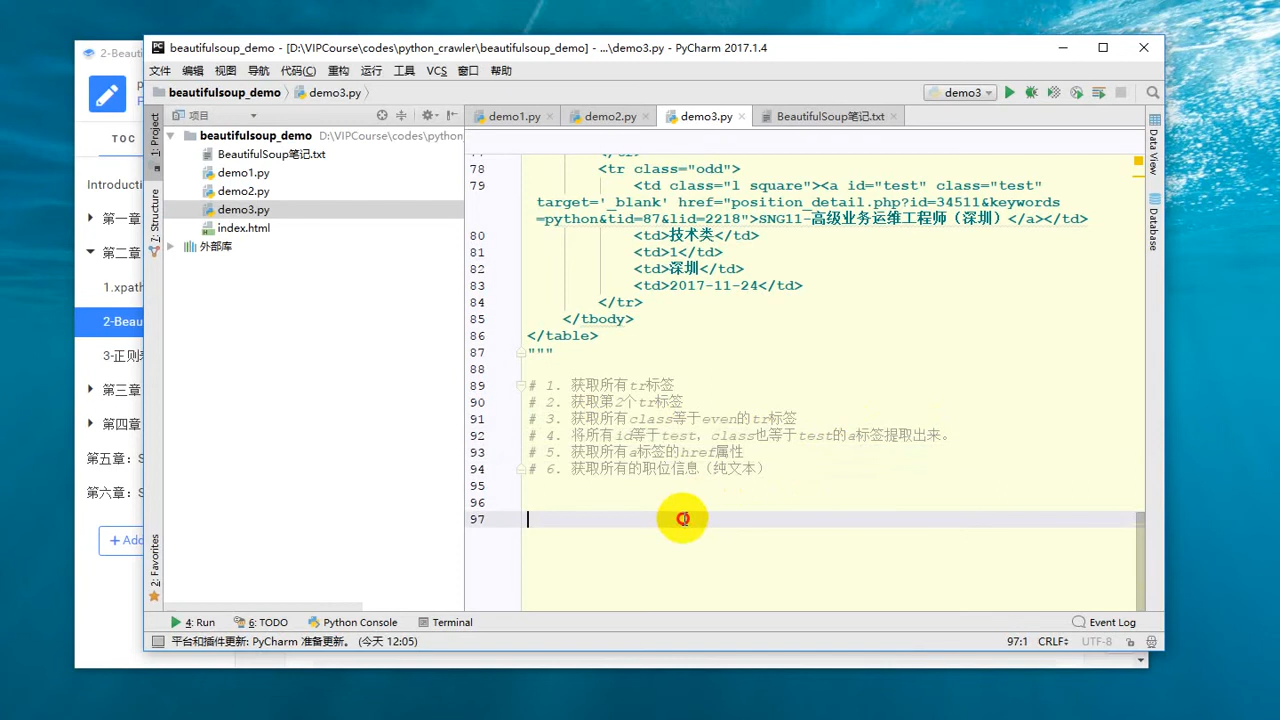 2-Beauti
beautifulsoup_demo - [D:\VIPCourse\codes\python_crawler\beautifulsoup_demo] - ...\demo3.py - PyCharm 2017.1.4
文件 编辑 视图 导航 代码(C) 重构 运行 工具 VCS 窗口 帮助
beautifulsoup_demo demo3.py demo3
项目
demo1.py demo2.py demo3.py BeautifulSoup笔记.txt
TOC
Introducti
第一章
第二章
1.xpath
2-Beau
3-正则表
第三章
第四章
第五章：S
第六章：S
+ Add
1: Project
7: Structure
2: Favorites
beautifulsoup_demo D:\VIPCourse\codes\python
BeautifulSoup笔记.txt
demo1.py
demo2.py
demo3.py
index.html
外部库
78 <tr class="odd">
79 <td class="l square"><a id="test" class="test"
target='_blank' href="position_detail.php?id=34511&keywords
=python&tid=87&lid=2218">SNG11-高级业务运维工程师（深圳）</a></td>
80 <td>技术类</td>
81 <td>1</td>
82 <td>深圳</td>
83 <td>2017-11-24</td>
84 </tr>
85 </tbody>
86 </table>
87 """
88
89 # 1. 获取所有tr标签
90 # 2. 获取第2个tr标签
91 # 3. 获取所有class等于even的tr标签
92 # 4. 将所有id等于test，class也等于test的a标签提取出来。
93 # 5. 获取所有a标签的href属性
94 # 6. 获取所有的职位信息（纯文本）
95
96
97
Data View
Database
4: Run 6: TODO Python Console Terminal Event Log
平台和插件更新: PyCharm 准备更新。 (今天 12:05) 97:1 CRLF UTF-8